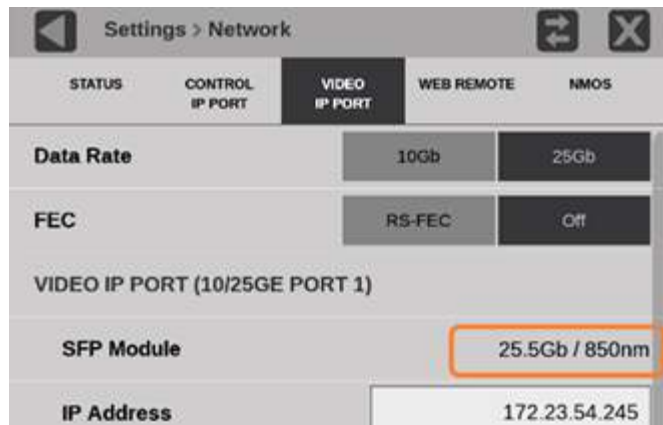 Settings > Network
STATUS CONTROL IP PORT VIDEO IP PORT WEB REMOTE NMOS
Data Rate 10Gb 25Gb
FEC RS-FEC Off
VIDEO IP PORT (10/25GE PORT 1)
SFP Module 25.5Gb / 850nm
IP Address 172.23.54.245